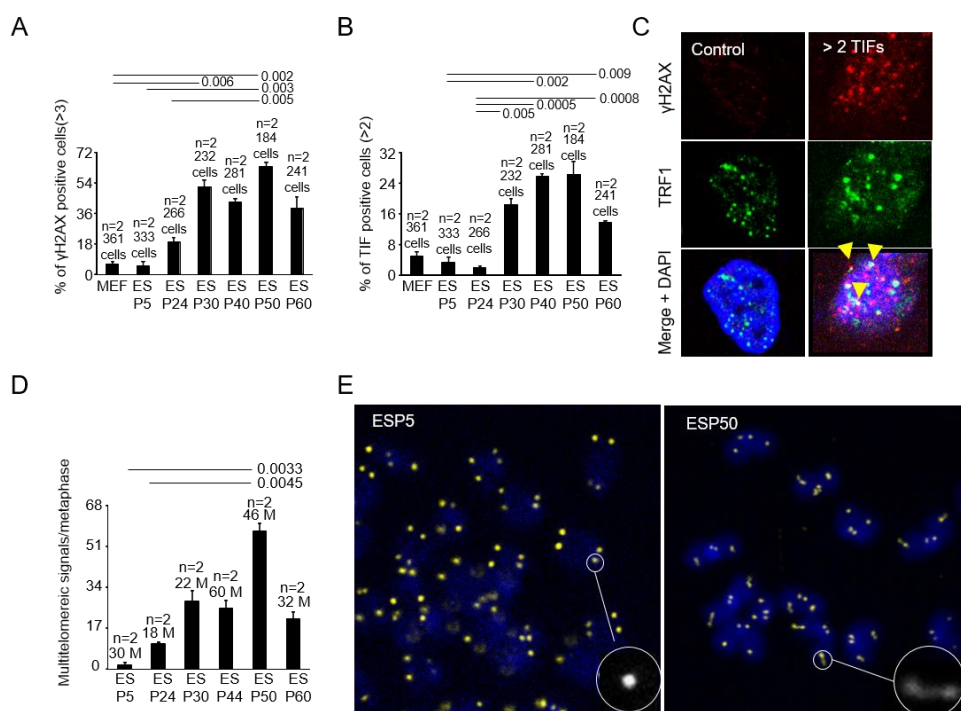 A
0.002
0.006
0.003
0.005
% of γH2AX positive cells(>3)
72
54
36
18
0
n=2
361
cells
n=2
333
cells
n=2
266
cells
n=2
232
cells
n=2
281
cells
n=2
184
cells
n=2
241
cells
MEF ES ES ES ES ES ES
P5 P24 P30 P40 P50 P60
B
0.009
0.002
0.0008
0.0005
0.005
% of TIF positive cells (>2)
32
24
16
8
0
n=2
361
cells
n=2
333
cells
n=2
266
cells
n=2
232
cells
n=2
281
cells
n=2
184
cells
n=2
241
cells
MEF ES ES ES ES ES ES
5 P24 P30 P40 P50 P60
C
Control
> 2 TIFs
γH2AX
TRF1
Merge + DAPI
D
0.0033
0.0045
Multitelomereic signals/metaphase
68
51
34
17
0
n=2
30 M
n=2
18 M
n=2
22 M
n=2
60 M
n=2
46 M
n=2
32 M
ES ES ES ES ES ES
P5 P24 P30 P44 P50 P60
E
ESP5
ESP50